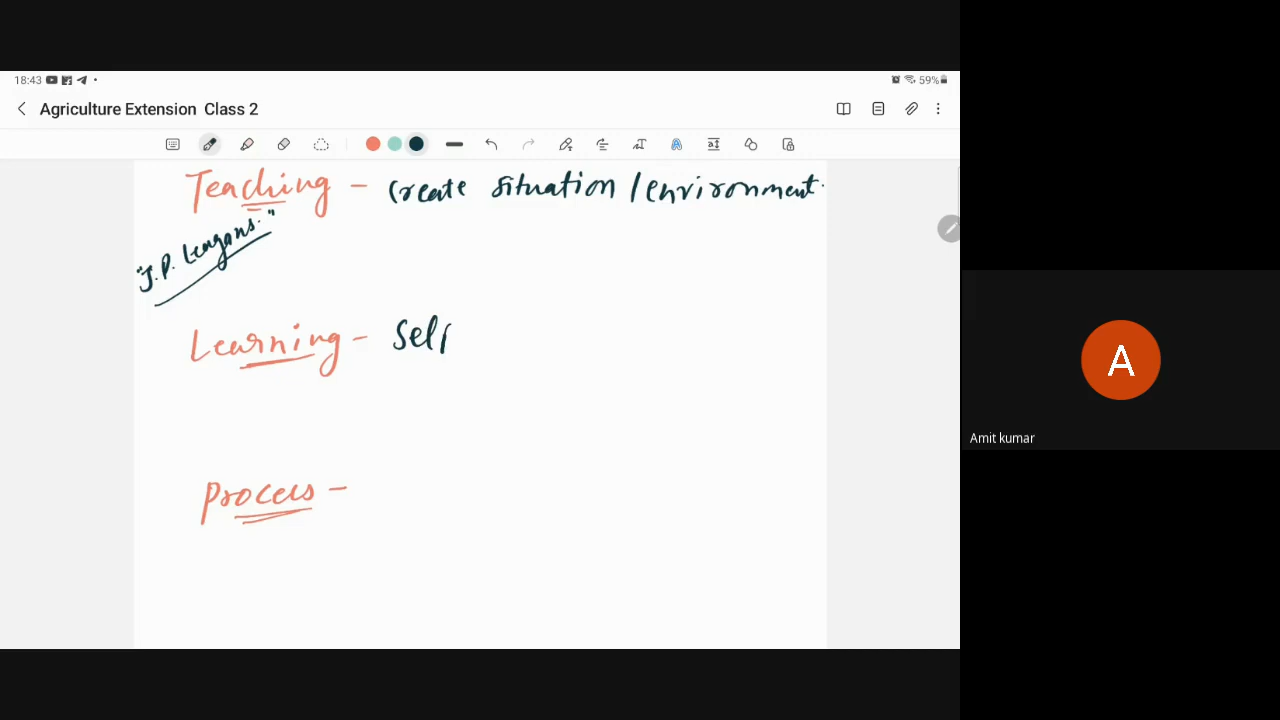 18:43 59%
Agriculture Extension Class 2
Teaching - Create situation / environment.
"J.P. Leagans."
Learning - Self
Process -
A
Amit kumar